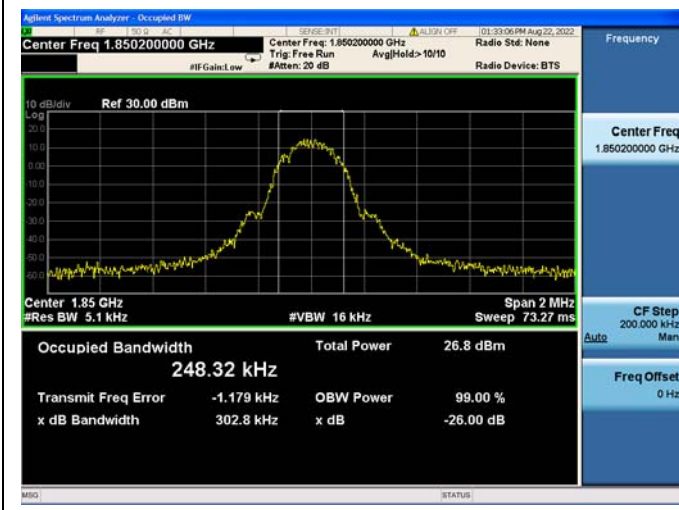 Agilent Spectrum Analyzer - Occupied BW
RF 50 Ω AC SENSE:INT ALIGN OFF 01:33:06 PM Aug 22, 2022
Center Freq 1.850200000 GHz
Center Freq: 1.850200000 GHz
Radio Std: None
Trig: Free Run Avg|Hold:>10/10
#IFGain:Low #Atten: 20 dB Radio Device: BTS
10 dB/div Ref 30.00 dBm
Log
20.0
10.0
0.00
-10.0
-20.0
-30.0
-40.0
-50.0
-60.0
Center 1.85 GHz Span 2 MHz
#Res BW 5.1 kHz #VBW 16 kHz Sweep 73.27 ms
Occupied Bandwidth Total Power 26.8 dBm
248.32 kHz
Transmit Freq Error -1.179 kHz OBW Power 99.00 %
x dB Bandwidth 302.8 kHz x dB -26.00 dB
MSG STATUS
Frequency
Center Freq
1.850200000 GHz
CF Step
200.000 kHz
Auto Man
Freq Offset
0 Hz